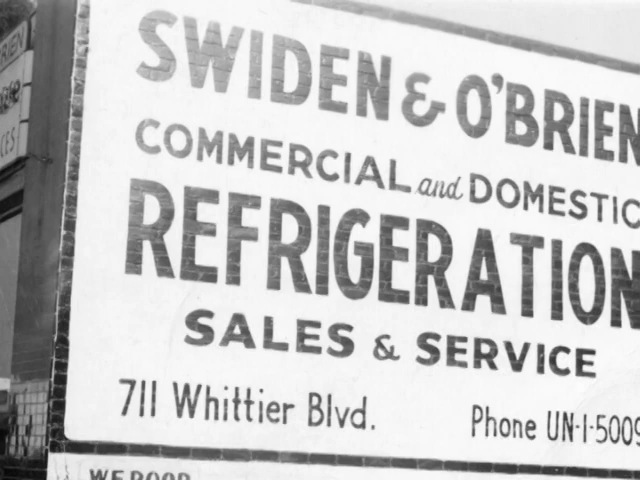 SWIDEN & O'BRIEN
COMMERCIAL and DOMESTIC
REFRIGERATION
SALES & SERVICE
711 Whittier Blvd.
Phone UN-1-5009